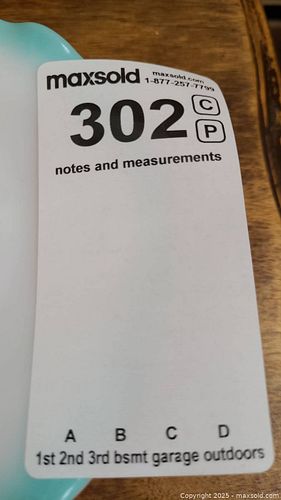 maxsold
maxsold.com
1-877-257-7799
302
C
P
notes and measurements
A B C D
1st 2nd 3rd bsmt garage outdoors
Copyright 2025 - maxsold.com